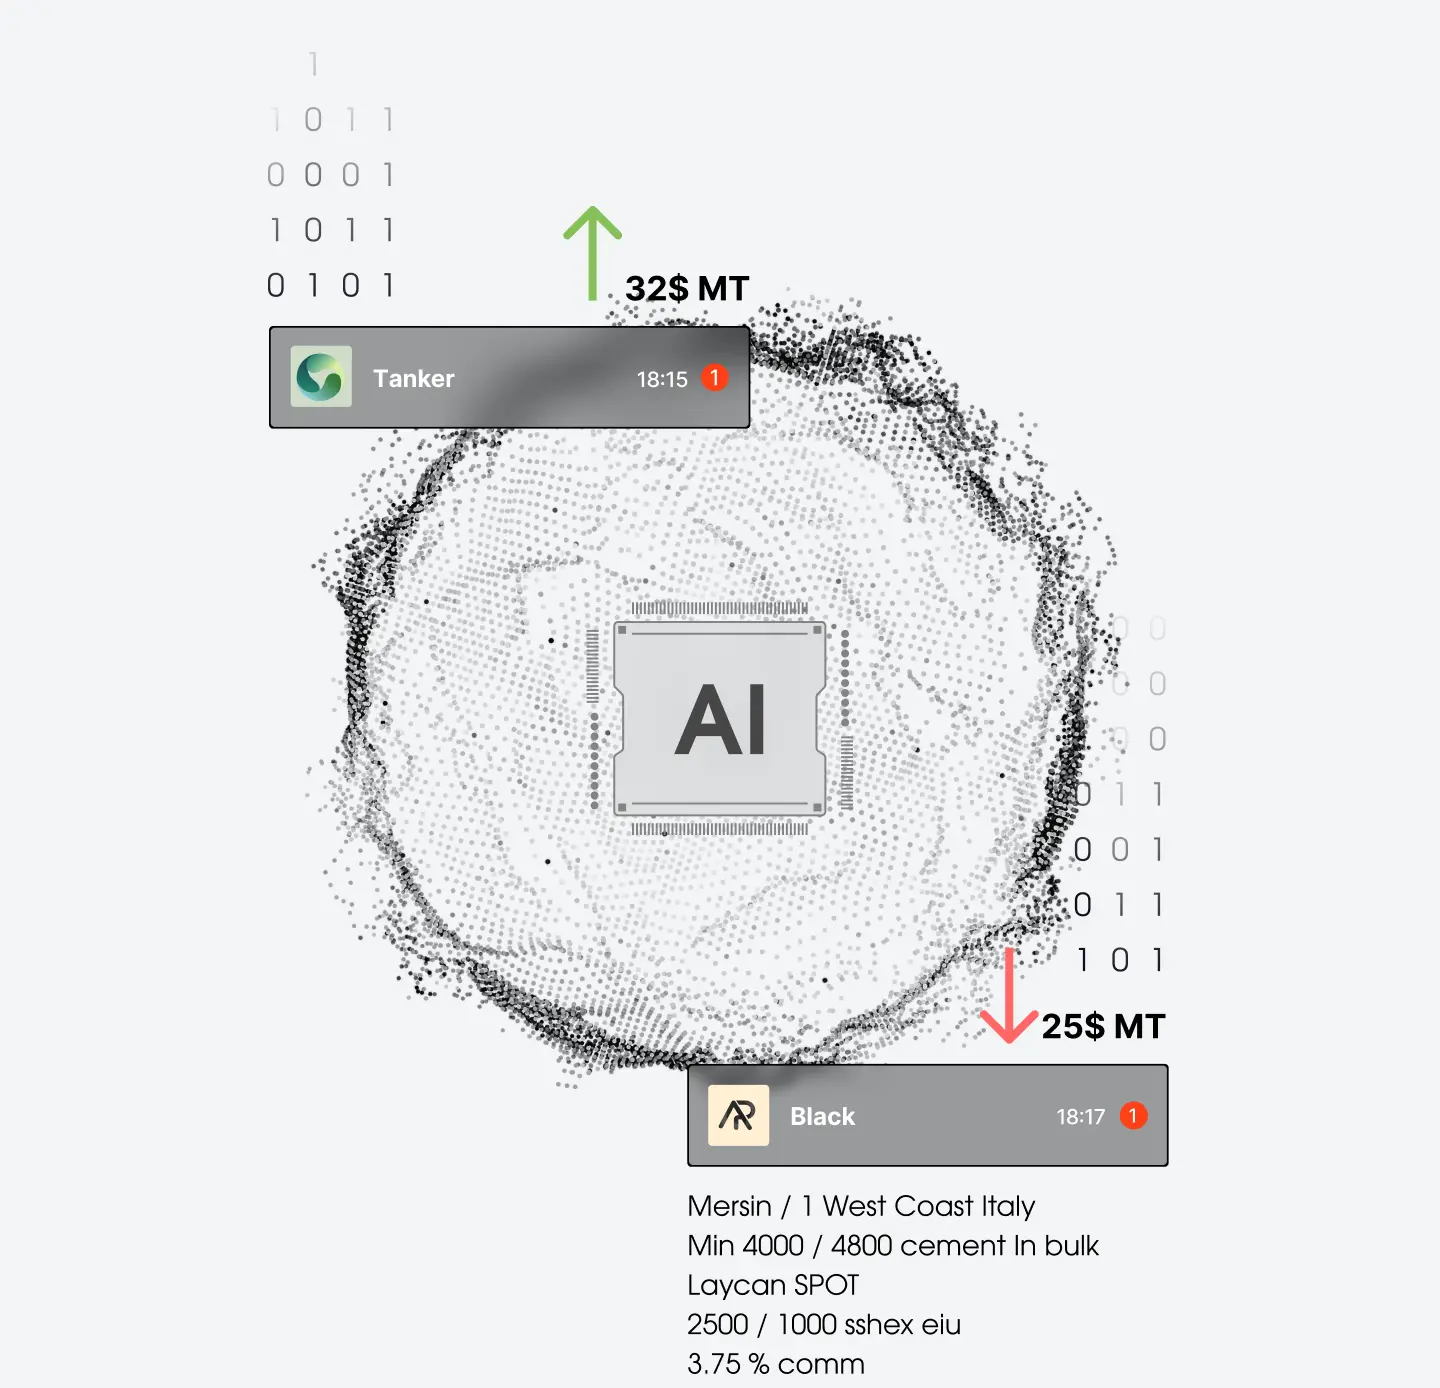 1
1 0 1 1
0 0 0 1
1 0 1 1
0 1 0 1
32$ MT
Tanker 18:15 1
AI
0 0
0 0
0 0
0 1 1
0 0 1
0 1 1
1 0 1
25$ MT
Black 18:17 1
Mersin / 1 West Coast Italy
Min 4000 / 4800 cement In bulk
Laycan SPOT
2500 / 1000 sshex eiu
3.75 % comm